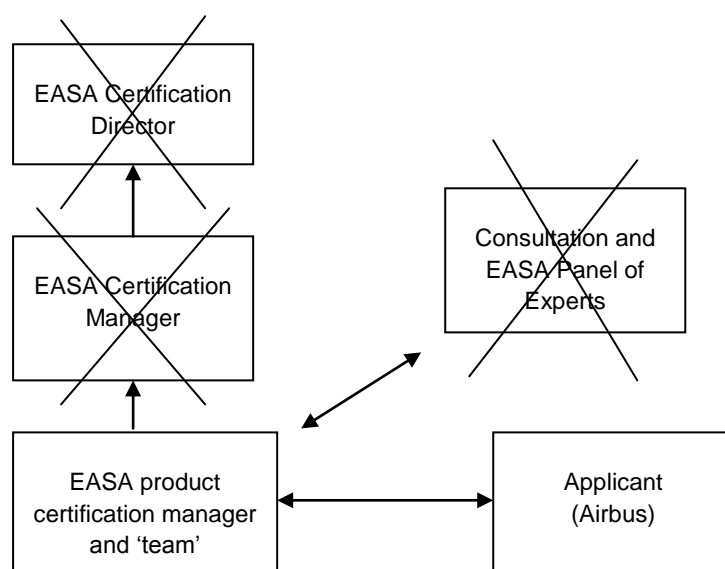 EASA Certification
Director
EASA Certification
Manager
Consultation and
EASA Panel of
Experts
EASA product
certification manager
and ‘team’
Applicant
(Airbus)